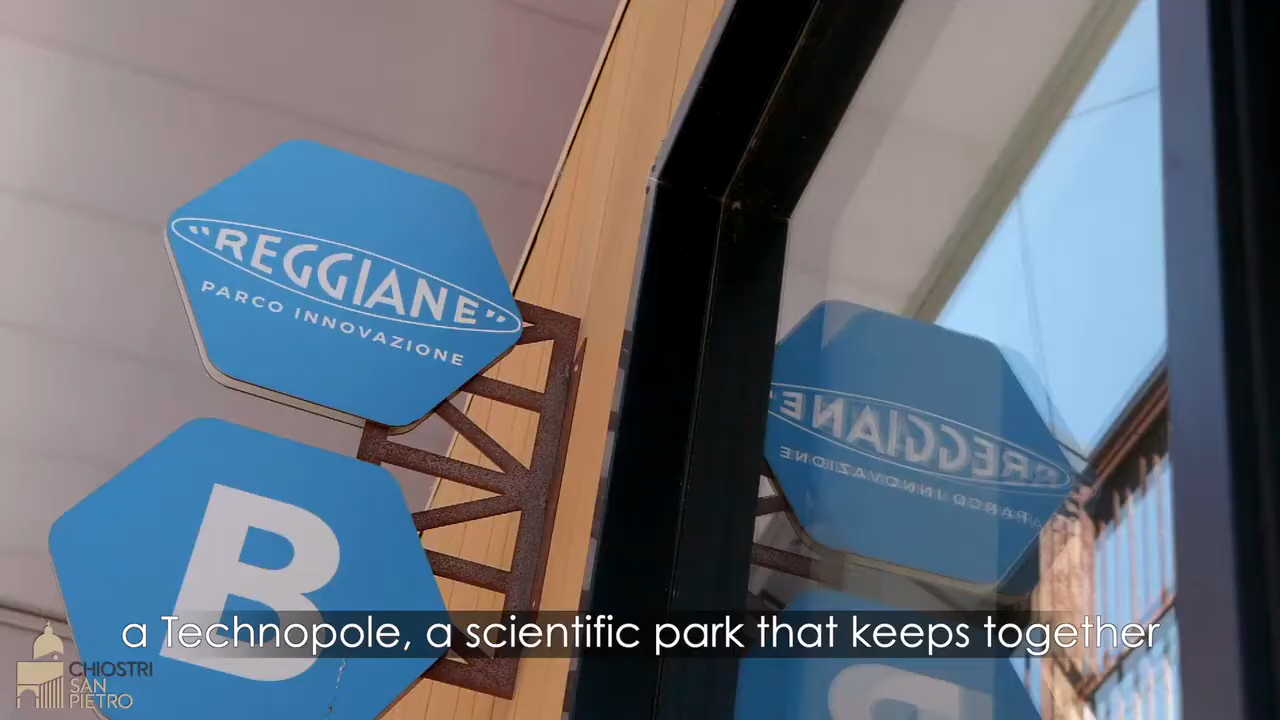 "REGGIANE"
PARCO INNOVAZIONE
"REGGIANE
PARCO INNOVAZIONE
B
a Technopole, a scientific park that keeps together
CHIOSTRI
SAN
PIETRO